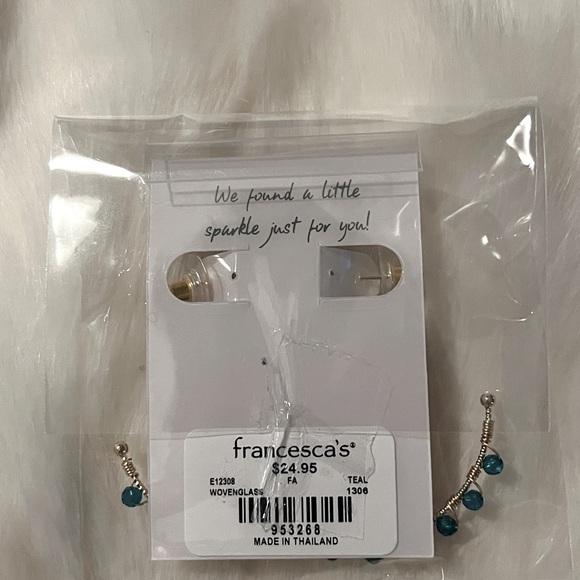 We found a little
sparkle just for you!
francesca's®
$24.95
E12308 FA TEAL
WOVENGLASS 1306
953268
MADE IN THAILAND